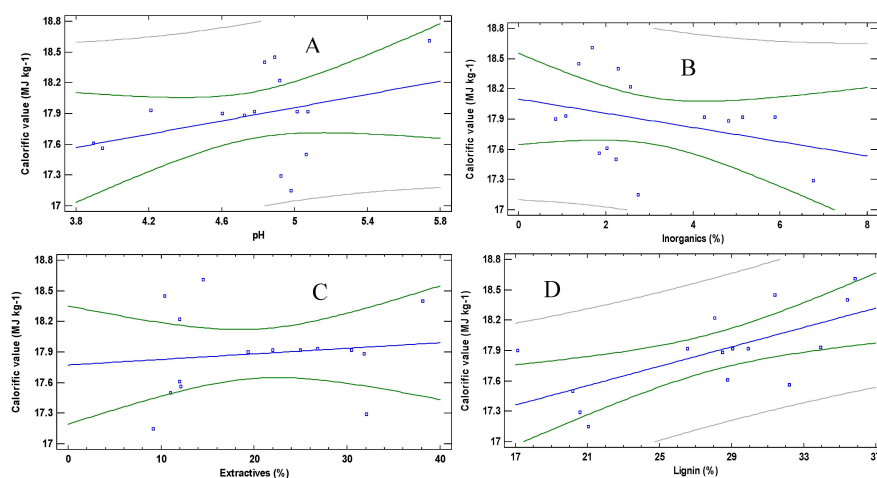 A
18.8
18.5
18.2
17.9
17.6
17.3
17
Calorific value (MJ kg-1)
3.8 4.2 4.6 5 5.4 5.8
pH
B
18.8
18.5
18.2
17.9
17.6
17.3
17
Calorific value (MJ kg-1)
0 2 4 6 8
Inorganics (%)
C
18.8
18.5
18.2
17.9
17.6
17.3
17
Calorific value (MJ kg-1)
0 10 20 30 40
Extractives (%)
D
18.8
18.5
18.2
17.9
17.6
17.3
17
Calorific value (MJ kg-1)
17 21 25 29 33 37
Lignin (%)